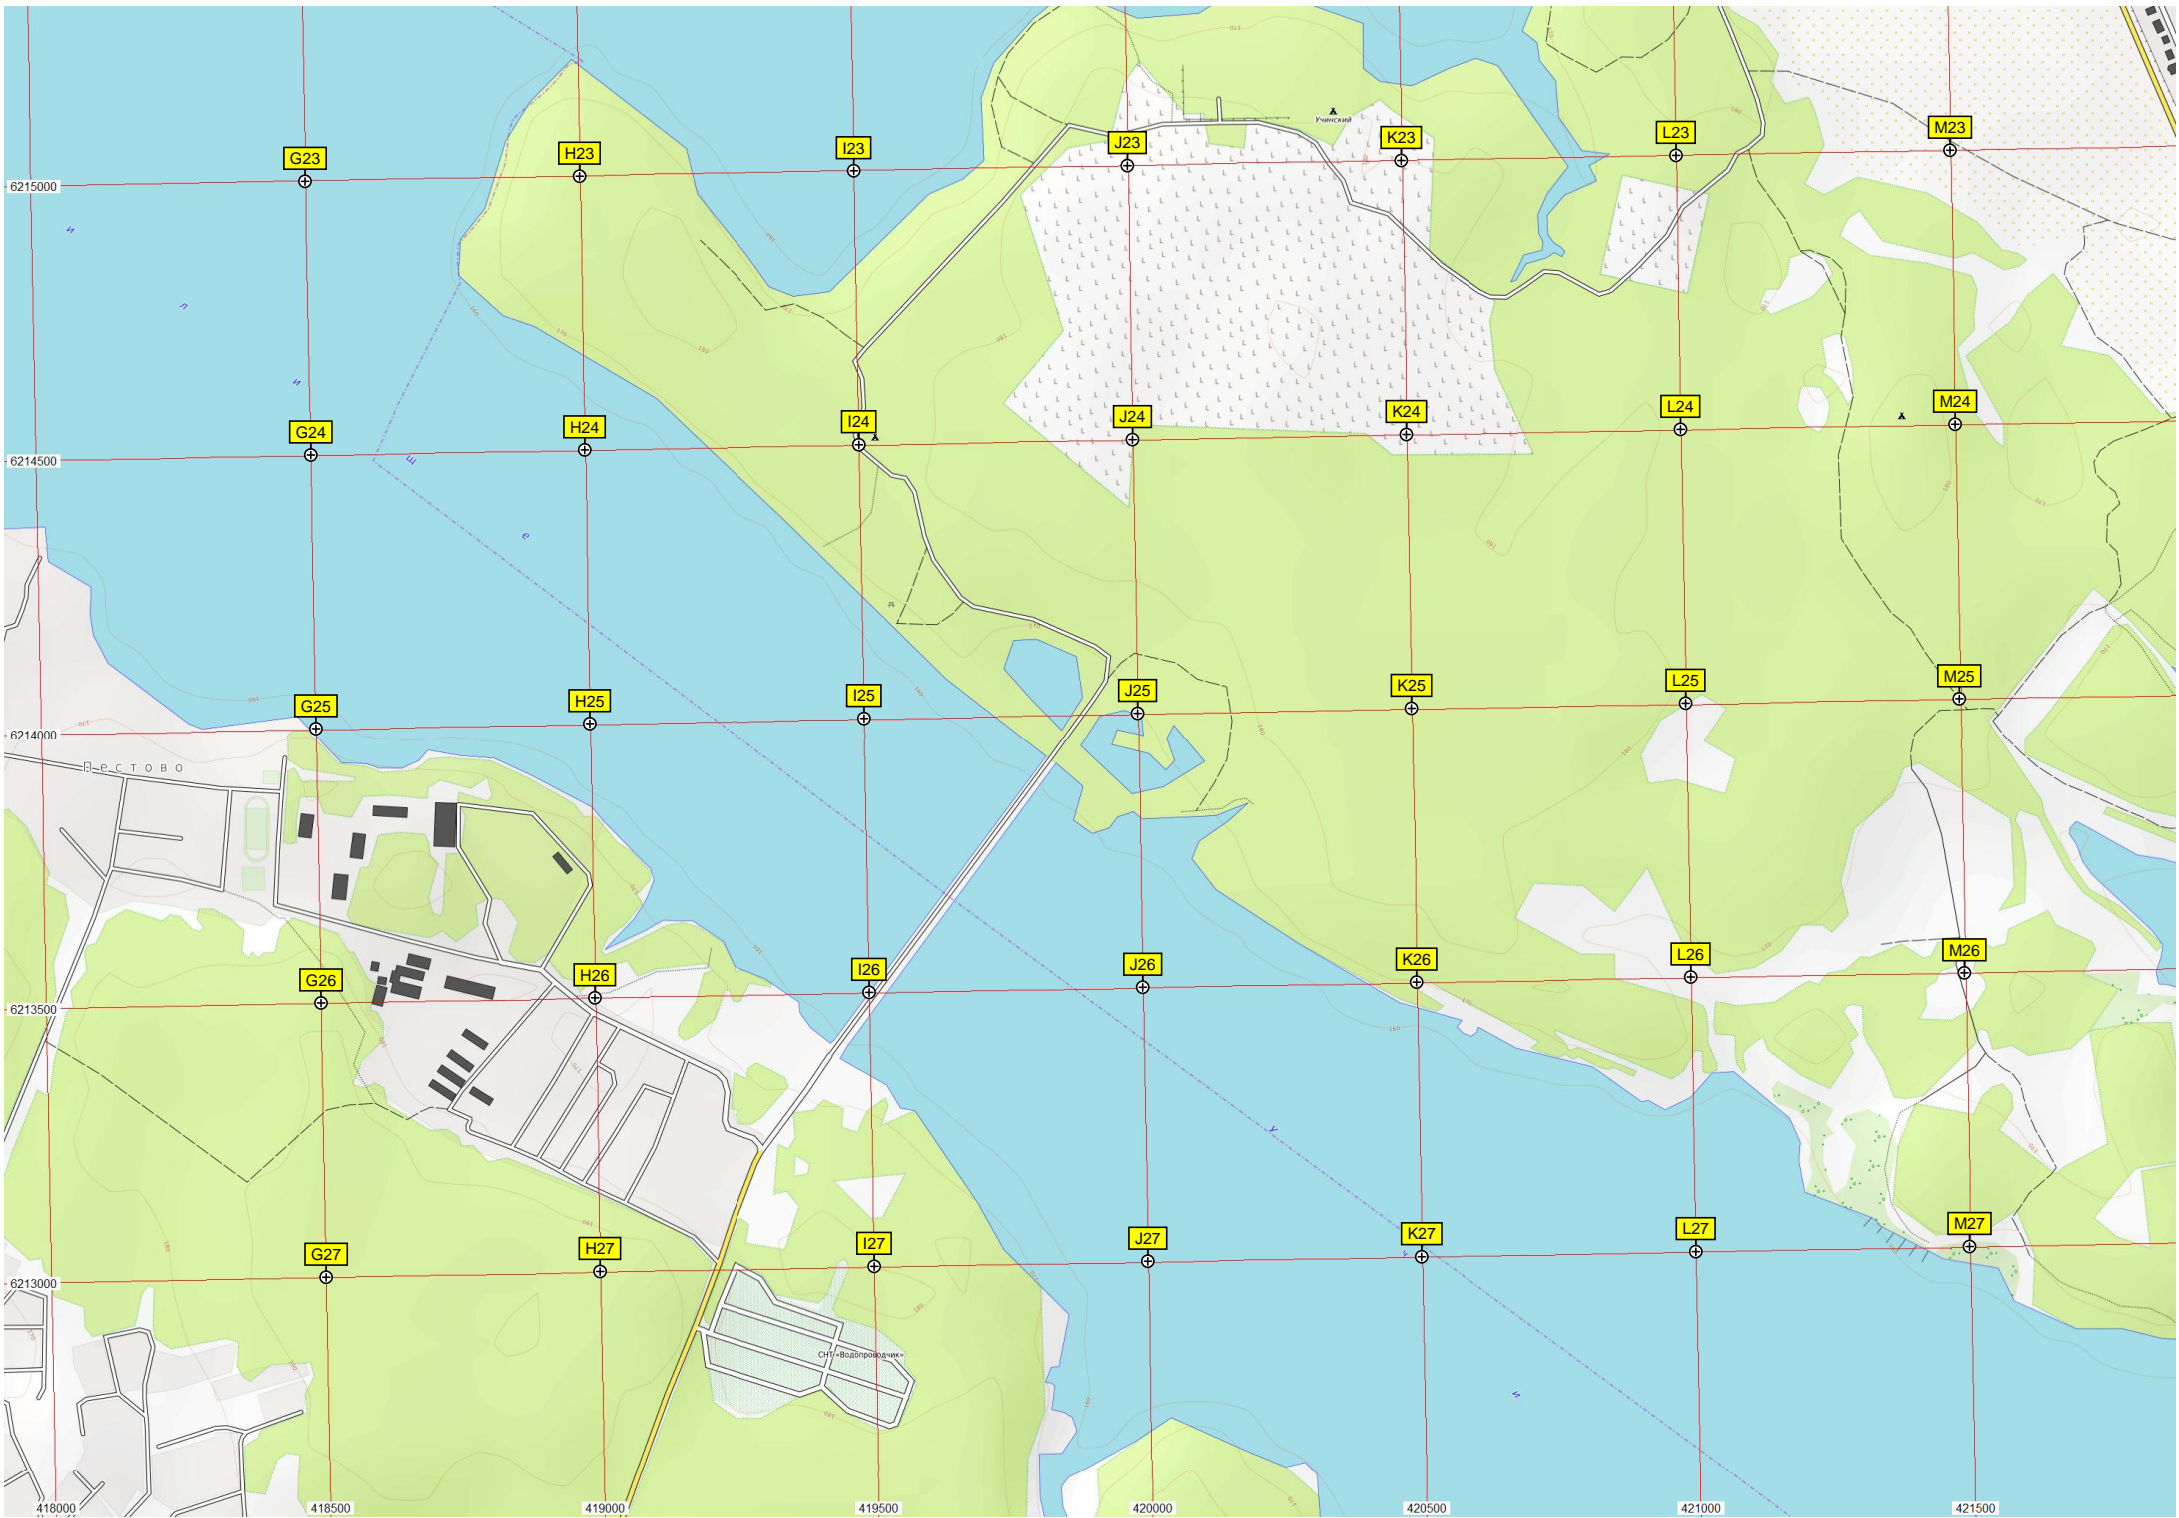 Учинский
G23 H23 I23 J23 K23 L23 M23
6215000
и
л
и
G24 H24 I24 J24 K24 L24 M24
6214500
ш
е
G25 H25 I25 J25 K25 L25 M25
6214000
Пестово
G26 H26 I26 J26 K26 L26 M26
6213500
У
ч
G27 H27 I27 J27 K27 L27 M27
6213000
СНТ «Водопроводчик»
и
418000 418500 419000 419500 420000 420500 421000 421500